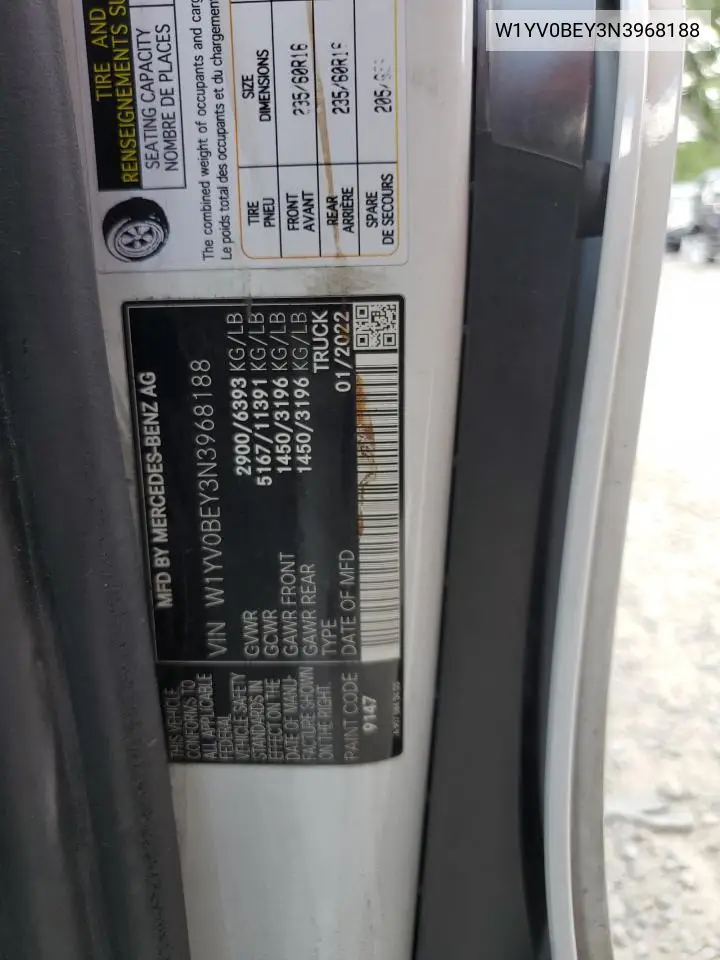 W1YV0BEY3N3968188
TIRE AND
RENSEIGNEMENTS
SEATING CAPACITY
NOMBRE DE PLACES
The combined weight of occupants and
Le poids total des occupants et du chargement
TIRE SIZE
PNEU DIMENSIONS
FRONT 235/60R16
AVANT
REAR
ARRIÈRE
SPARE
DE SECOURS
MFD BY MERCEDES-BENZ AG
VIN W1YV0BEY3N3968188
GVWR 2900/6393 KG/LB
GCWR 5167/11391 KG/LB
GAWR FRONT 1450/3196 KG/LB
GAWR REAR 1450/3196 KG/LB
TYPE TRUCK
DATE OF MFD 01/2022
THIS VEHICLE
CONFORMS TO
ALL APPLICABLE
FEDERAL
VEHICLE SAFETY
STANDARDS IN
EFFECT ON THE
DATE OF MANU-
FACTURE SHOWN
ON THE RIGHT.
PAINT CODE
9147